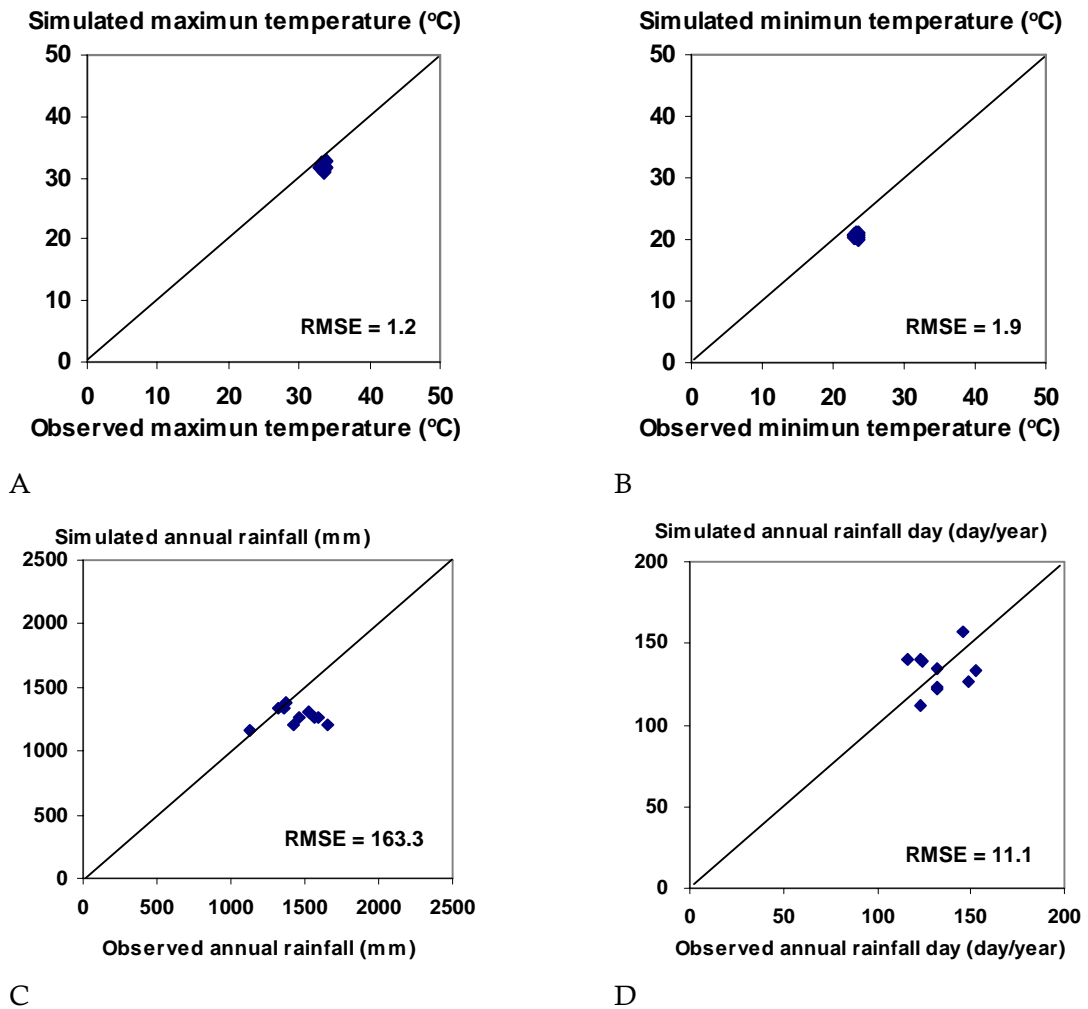 Simulated maximun temperature (ºC)
50
40
30
20
10
0
RMSE = 1.2
0 10 20 30 40 50
Observed maximun temperature (ºC)
A
Simulated minimun temperature (ºC)
50
40
30
20
10
0
RMSE = 1.9
0 10 20 30 40 50
Observed minimun temperature (ºC)
B
Simulated annual rainfall (mm)
2500
2000
1500
1000
500
0
RMSE = 163.3
0 500 1000 1500 2000 2500
Observed annual rainfall (mm)
C
Simulated annual rainfall day (day/year)
200
150
100
50
0
RMSE = 11.1
0 50 100 150 200
Observed annual rainfall day (day/year)
D